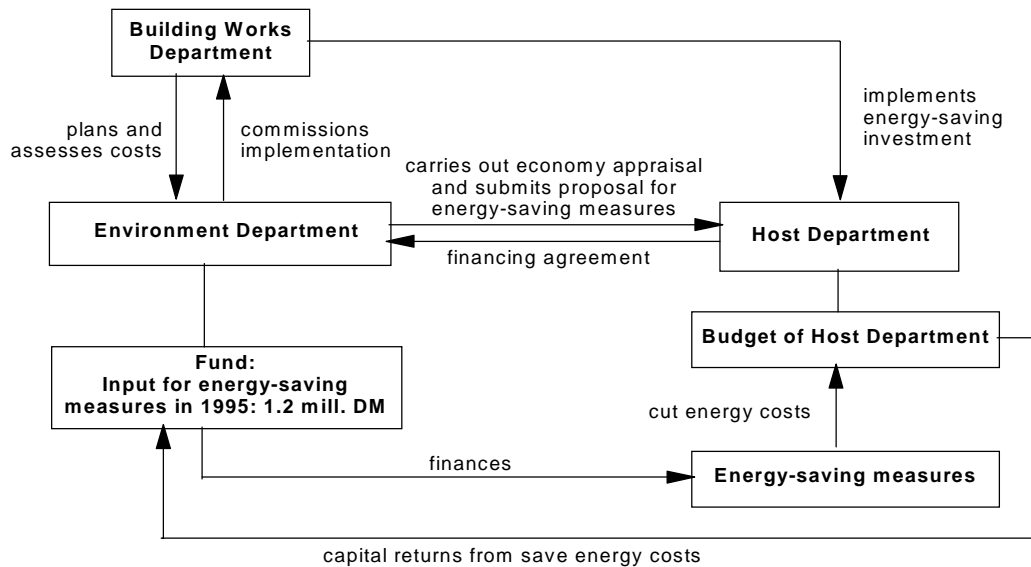 Building Works
Department
plans and
assesses costs
commissions
implementation
implements
energy-saving
investment
carries out economy appraisal
and submits proposal for
energy-saving measures
Environment Department
Host Department
financing agreement
Budget of Host Department
Fund:
Input for energy-saving
measures in 1995: 1.2 mill. DM
cut energy costs
finances
Energy-saving measures
capital returns from save energy costs